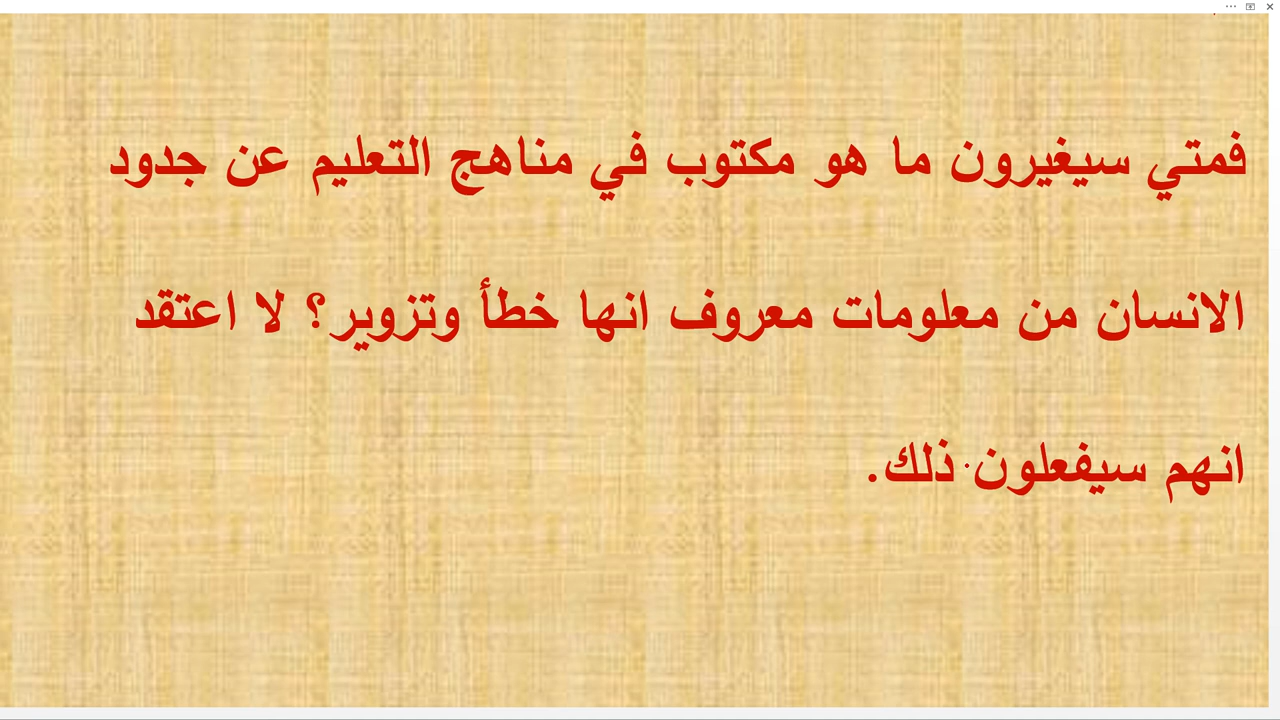 فمتي سيغيرون ما هو مكتوب في مناهج التعليم عن جدود
الانسان من معلومات معروف انها خطأ وتزوير؟ لا اعتقد
انهم سيفعلون ذلك.